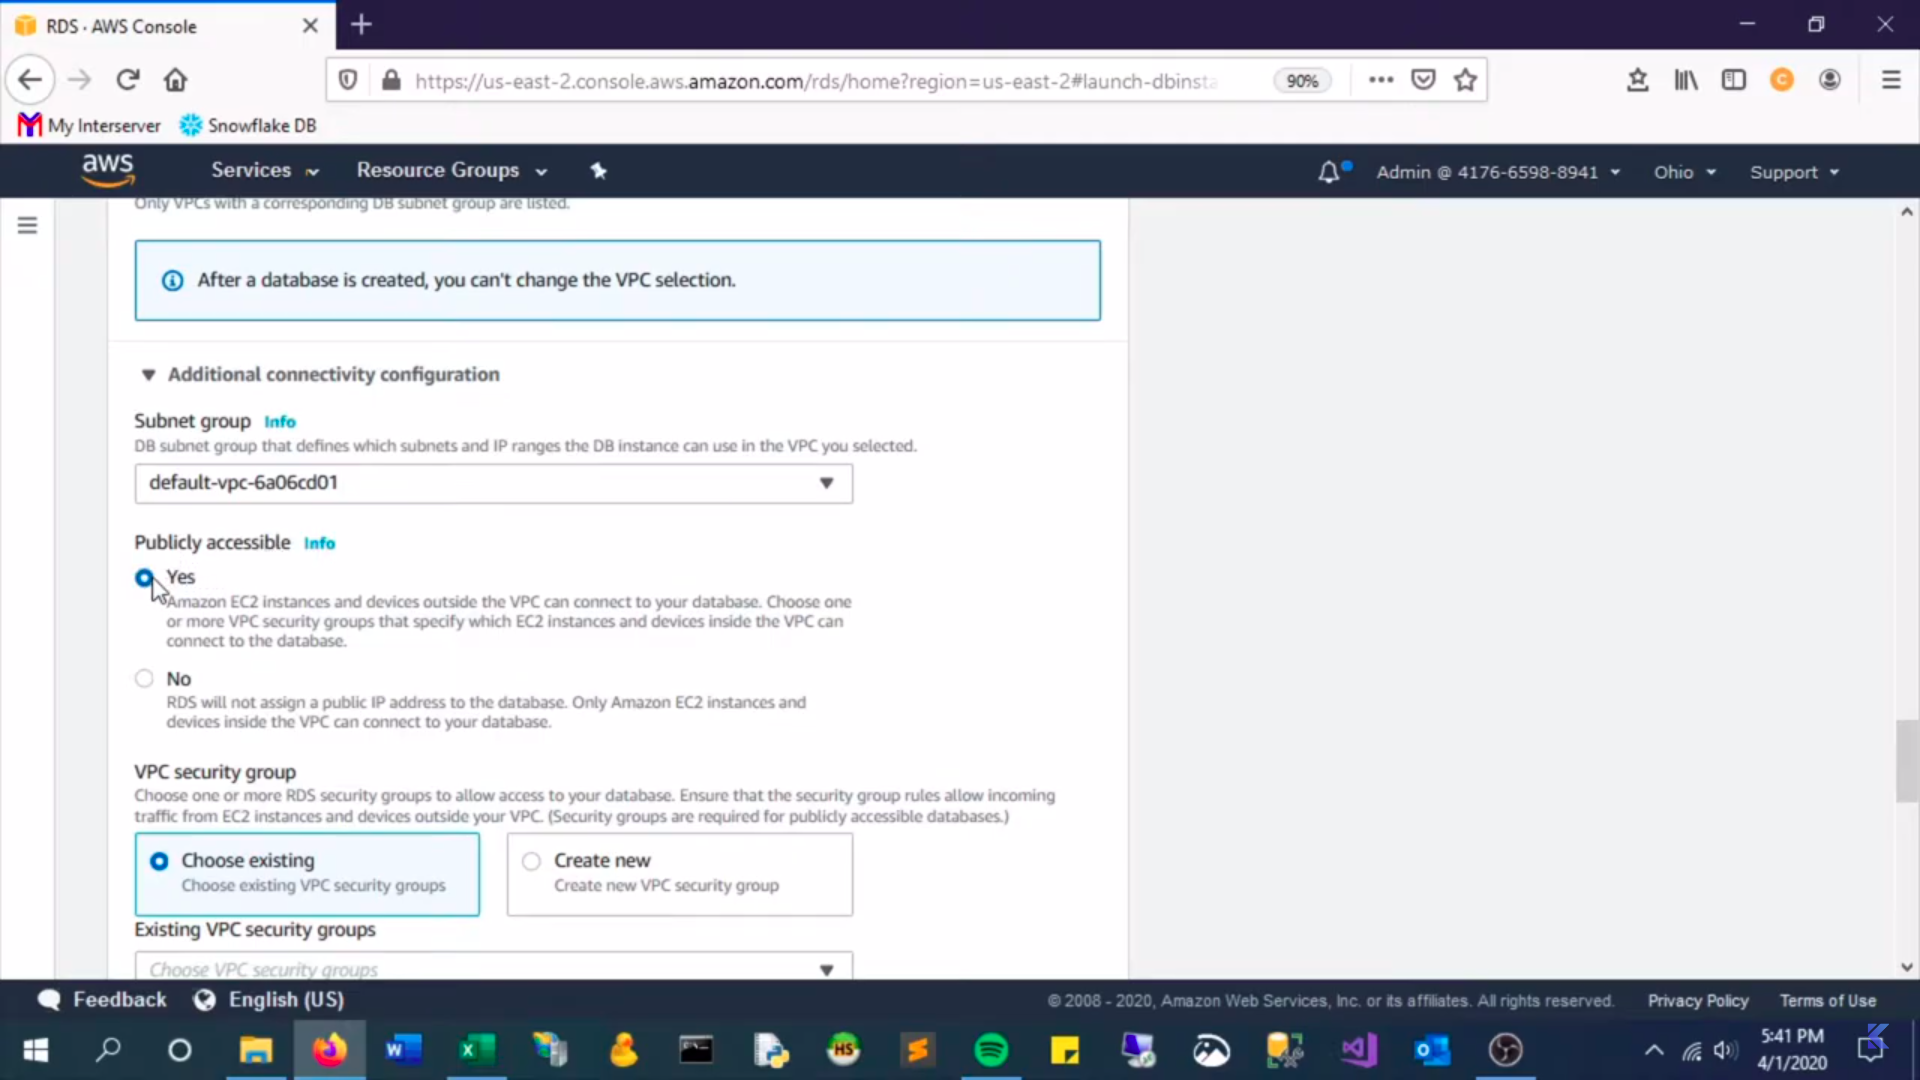 RDS · AWS Console
https://us-east-2.console.aws.amazon.com/rds/home?region=us-east-2#launch-dbinsta
90%
My Interserver
Snowflake DB
aws
Services
Resource Groups
Admin @ 4176-6598-8941
Ohio
Support
Only VPCs with a corresponding DB subnet group are listed.
After a database is created, you can't change the VPC selection.
Additional connectivity configuration
Subnet group Info
DB subnet group that defines which subnets and IP ranges the DB instance can use in the VPC you selected.
default-vpc-6a06cd01
Publicly accessible Info
Yes
Amazon EC2 instances and devices outside the VPC can connect to your database. Choose one
or more VPC security groups that specify which EC2 instances and devices inside the VPC can
connect to the database.
No
RDS will not assign a public IP address to the database. Only Amazon EC2 instances and
devices inside the VPC can connect to your database.
VPC security group
Choose one or more RDS security groups to allow access to your database. Ensure that the security group rules allow incoming
traffic from EC2 instances and devices outside your VPC. (Security groups are required for publicly accessible databases.)
Choose existing
Choose existing VPC security groups
Create new
Create new VPC security group
Existing VPC security groups
Choose VPC security groups
Feedback
English (US)
© 2008 - 2020, Amazon Web Services, Inc. or its affiliates. All rights reserved.
Privacy Policy
Terms of Use
5:41 PM
4/1/2020